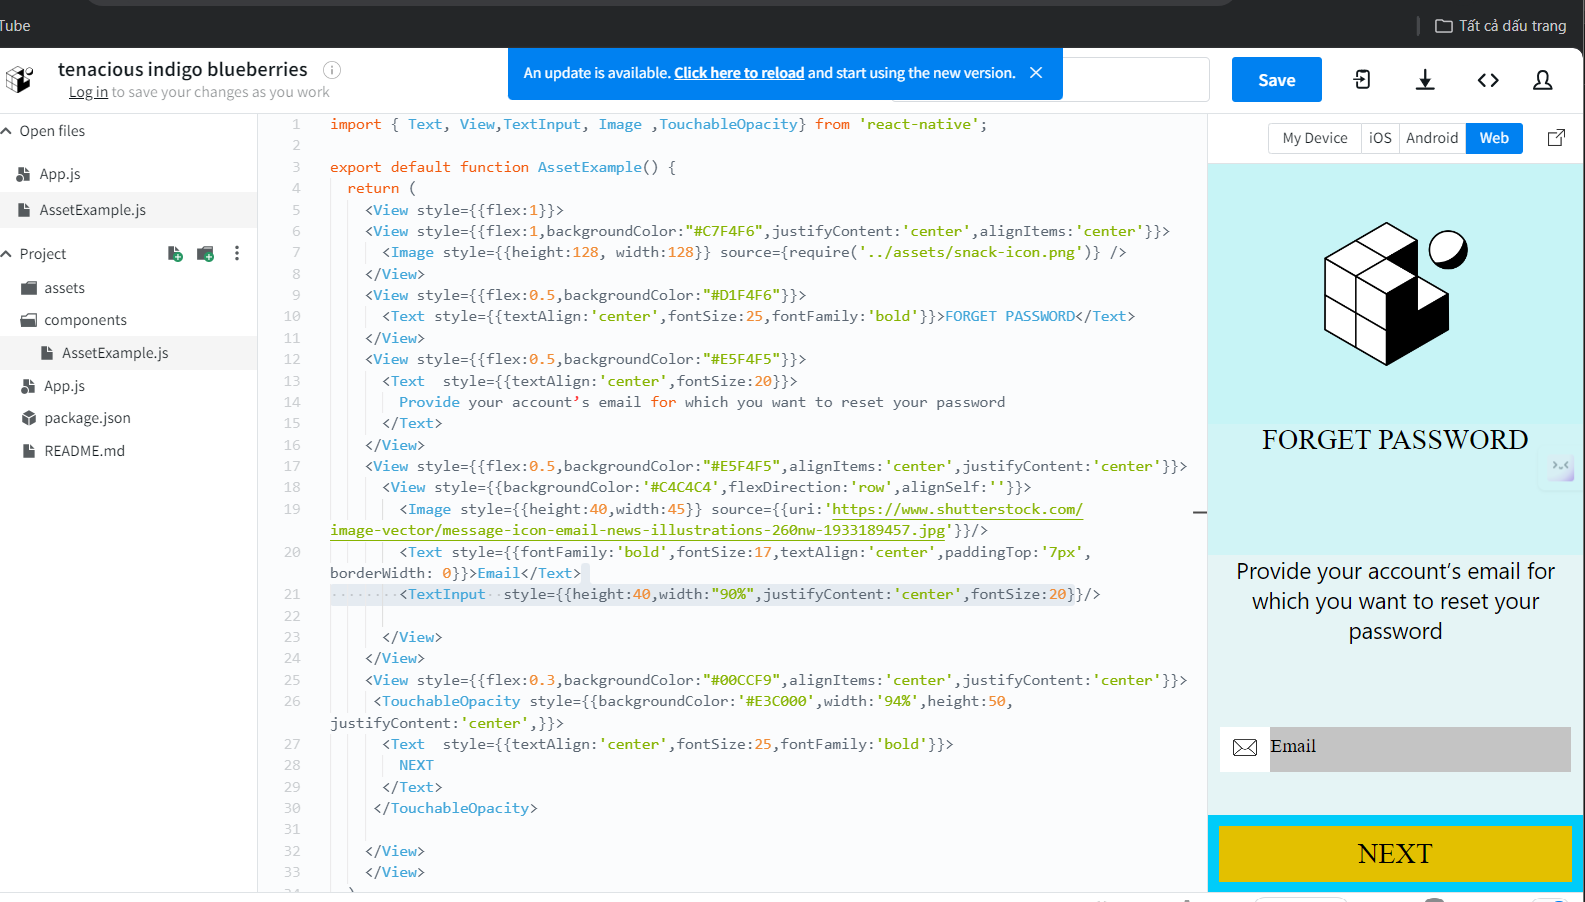 Tube
Tất cả dấu trang
tenacious indigo blueberries
Log in to save your changes as you work
An update is available. Click here to reload and start using the new version.
Save
Open files
App.js
AssetExample.js
Project
assets
components
AssetExample.js
App.js
package.json
README.md
1 import { Text, View,TextInput, Image ,TouchableOpacity} from 'react-native';
2
3 export default function AssetExample() {
4 return (
5 <View style={{flex:1}}>
6 <View style={{flex:1,backgroundColor:"#C7F4F6",justifyContent:'center',alignItems:'center'}}>
7 <Image style={{height:128, width:128}} source={require('../assets/snack-icon.png')} />
8 </View>
9 <View style={{flex:0.5,backgroundColor:"#D1F4F6"}}>
10 <Text style={{textAlign:'center',fontSize:25,fontFamily:'bold'}}>FORGET PASSWORD</Text>
11 </View>
12 <View style={{flex:0.5,backgroundColor:"#E5F4F5"}}>
13 <Text  style={{textAlign:'center',fontSize:20}}>
14 Provide your account’s email for which you want to reset your password
15 </Text>
16 </View>
17 <View style={{flex:0.5,backgroundColor:"#E5F4F5",alignItems:'center',justifyContent:'center'}}>
18 <View style={{backgroundColor:'#C4C4C4',flexDirection:'row',alignSelf:''}}>
19 <Image style={{height:40,width:45}} source={{uri:'https://www.shutterstock.com/
image-vector/message-icon-email-news-illustrations-260nw-1933189457.jpg'}}/>
20 <Text style={{fontFamily:'bold',fontSize:17,textAlign:'center',paddingTop:'7px',
borderWidth: 0}}>Email</Text>
21 ········<TextInput··style={{height:40,width:"90%",justifyContent:'center',fontSize:20}}/>
22
23 </View>
24 </View>
25 <View style={{flex:0.3,backgroundColor:"#00CCF9",alignItems:'center',justifyContent:'center'}}>
26 <TouchableOpacity style={{backgroundColor:'#E3C000',width:'94%',height:50,
justifyContent:'center',}}>
27 <Text  style={{textAlign:'center',fontSize:25,fontFamily:'bold'}}>
28 NEXT
29 </Text>
30 </TouchableOpacity>
31
32 </View>
33 </View>
My Device iOS Android Web
FORGET PASSWORD
Provide your account’s email for
which you want to reset your
password
Email
NEXT